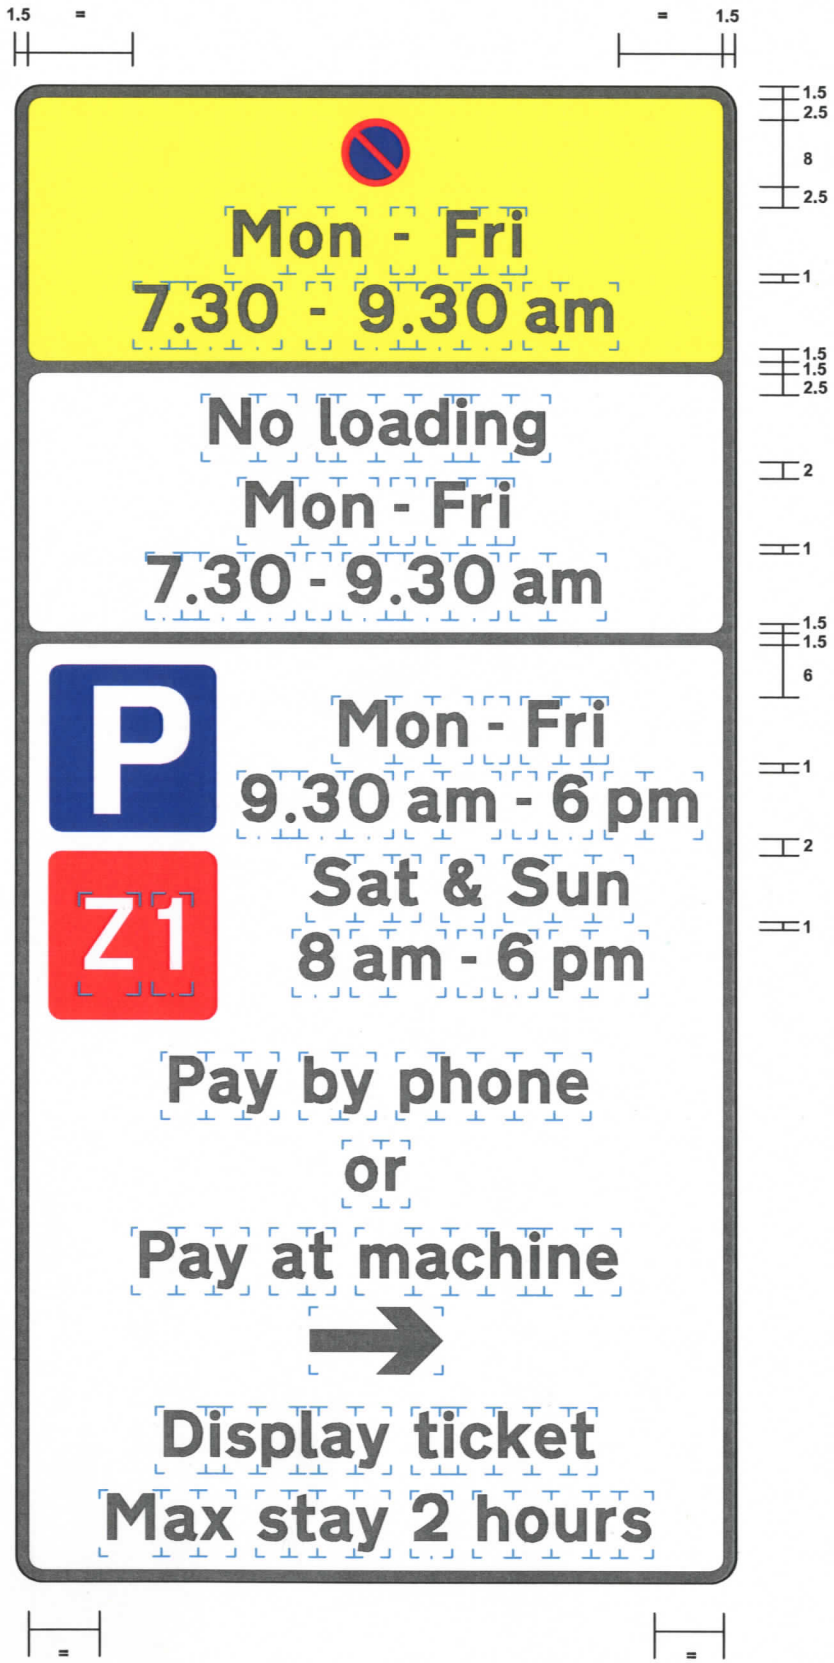 1.5 = = 1.5
1.5
2.5
8
2.5
Mon - Fri
1
7.30 - 9.30 am
1.5
1.5
2.5
No loading
2
Mon - Fri
1
7.30 - 9.30 am
1.5
1.5
6
P
Mon - Fri
1
9.30 am - 6 pm
2
Z1
Sat & Sun
1
8 am - 6 pm
Pay by phone
or
Pay at machine
Display ticket
Max stay 2 hours
= =